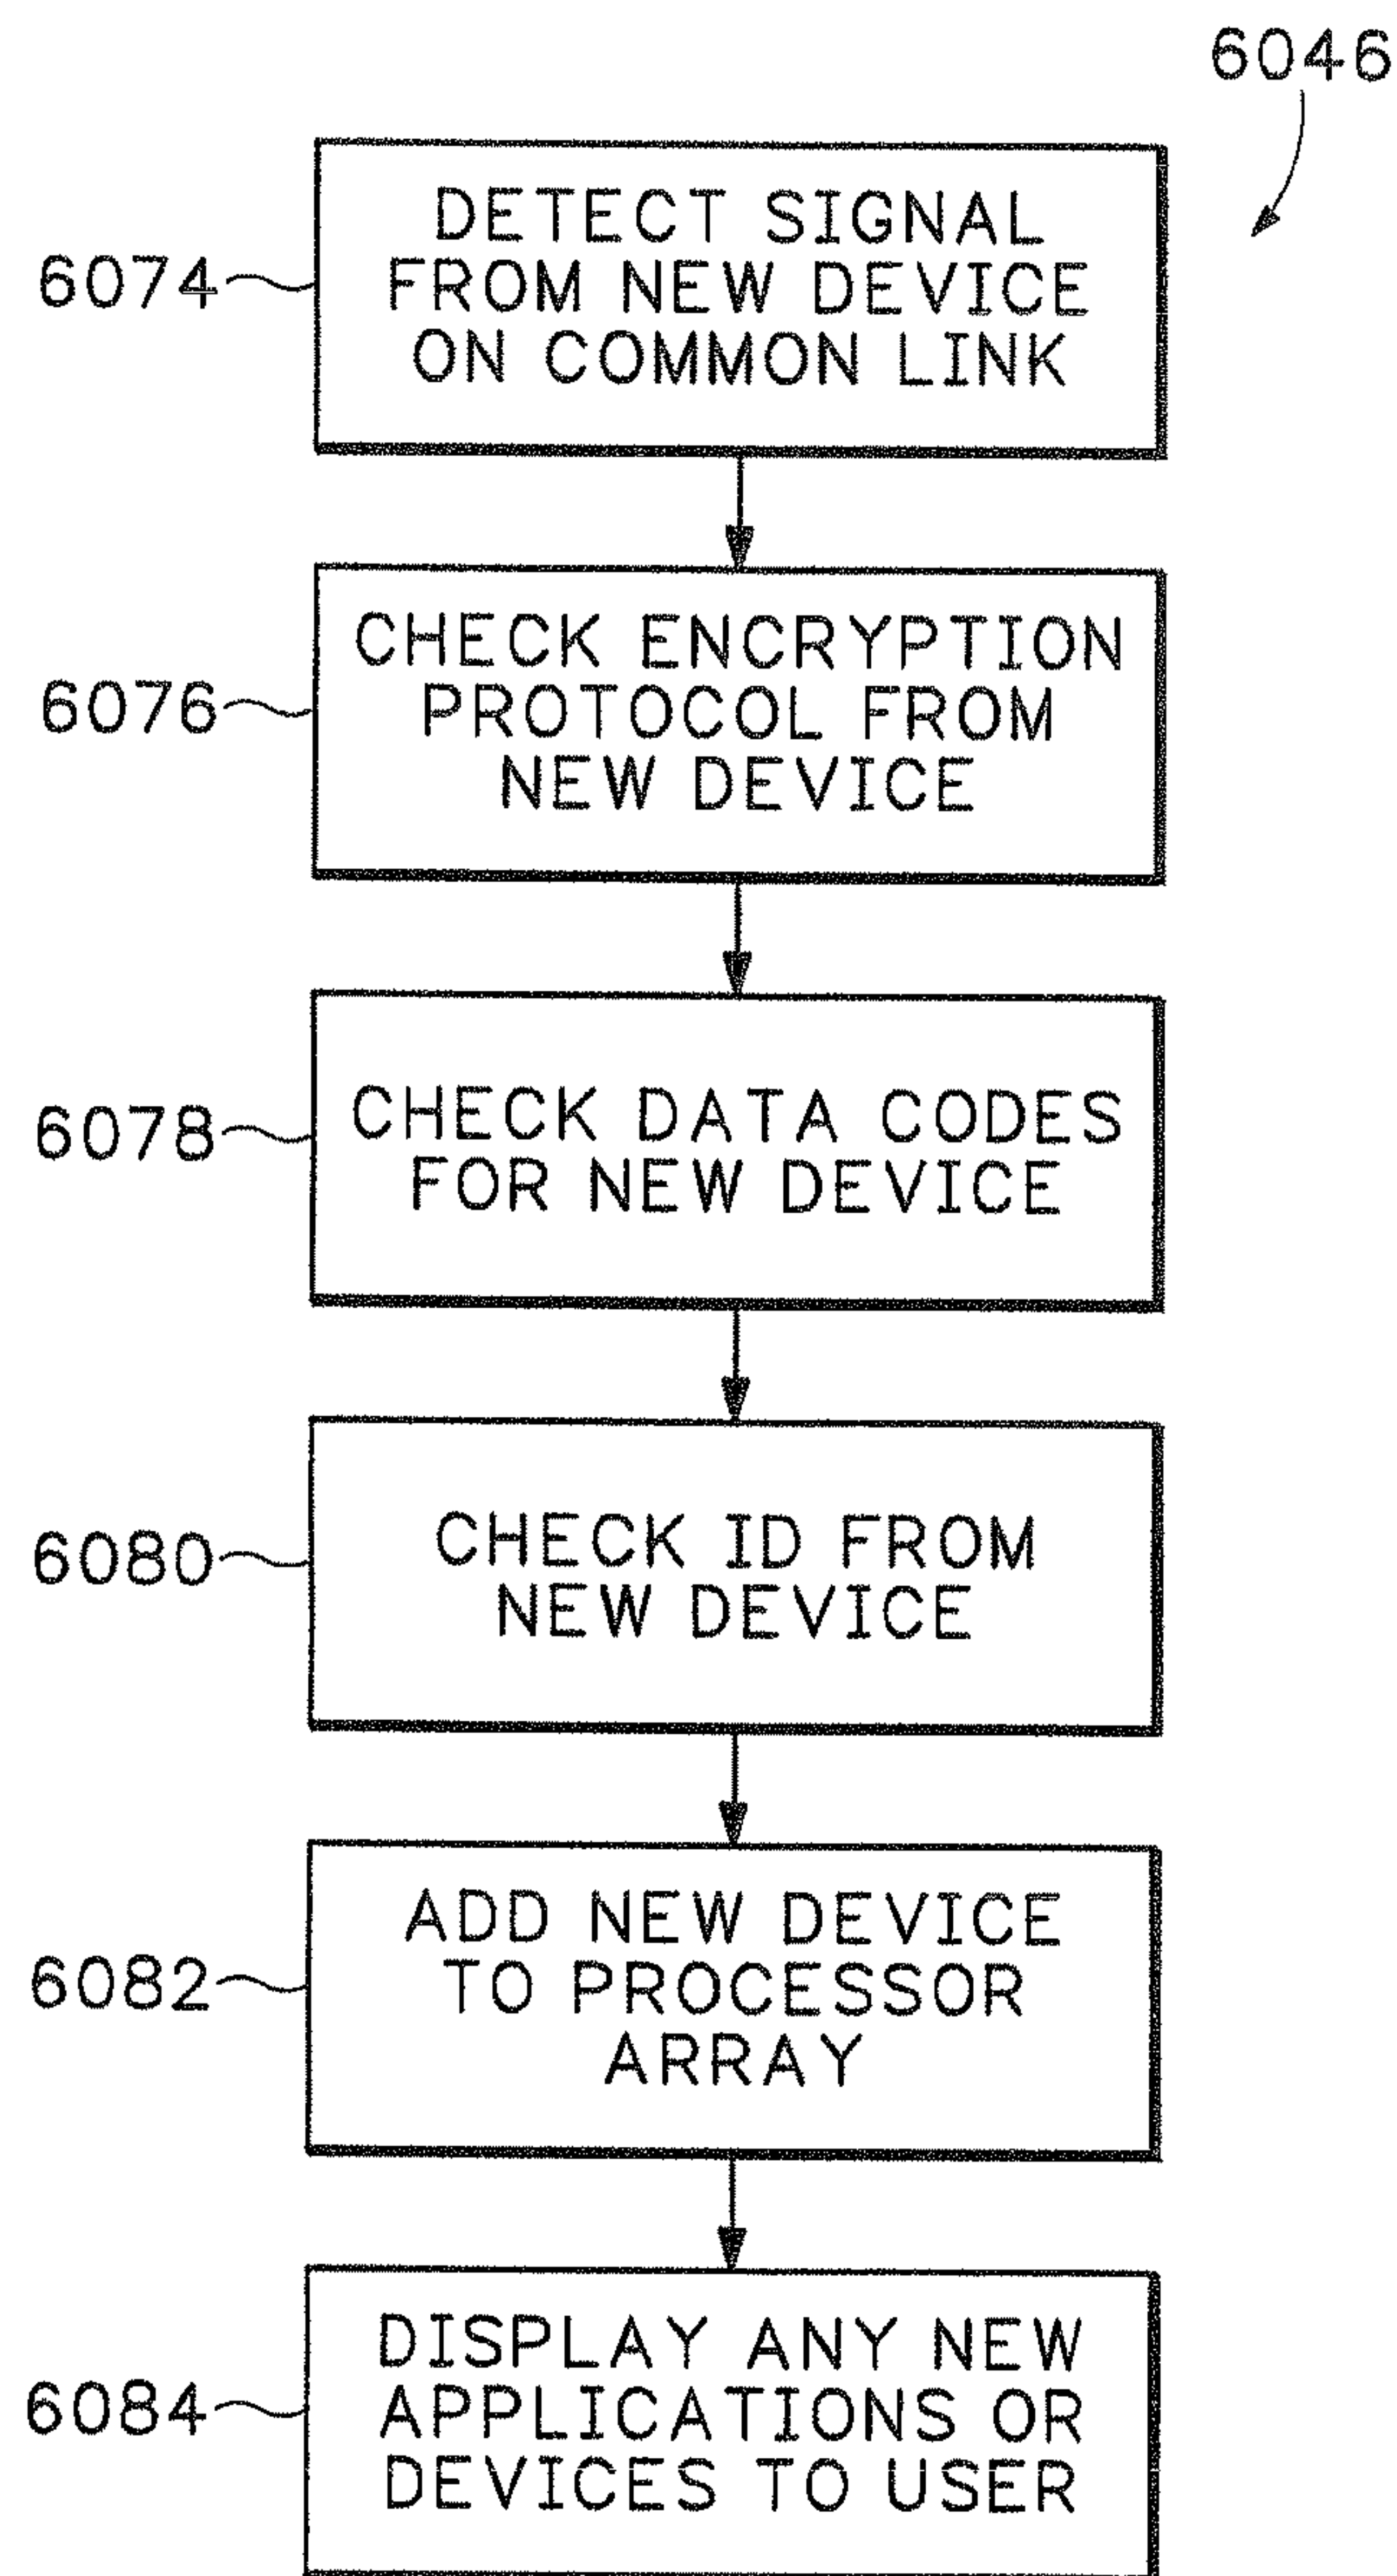 6046
DETECT SIGNAL
FROM NEW DEVICE
ON COMMON LINK
6074
CHECK ENCRYPTION
PROTOCOL FROM
NEW DEVICE
6076
CHECK DATA CODES
FOR NEW DEVICE
6078
CHECK ID FROM
NEW DEVICE
6080
ADD NEW DEVICE
TO PROCESSOR
ARRAY
6082
DISPLAY ANY NEW
APPLICATIONS OR
DEVICES TO USER
6084